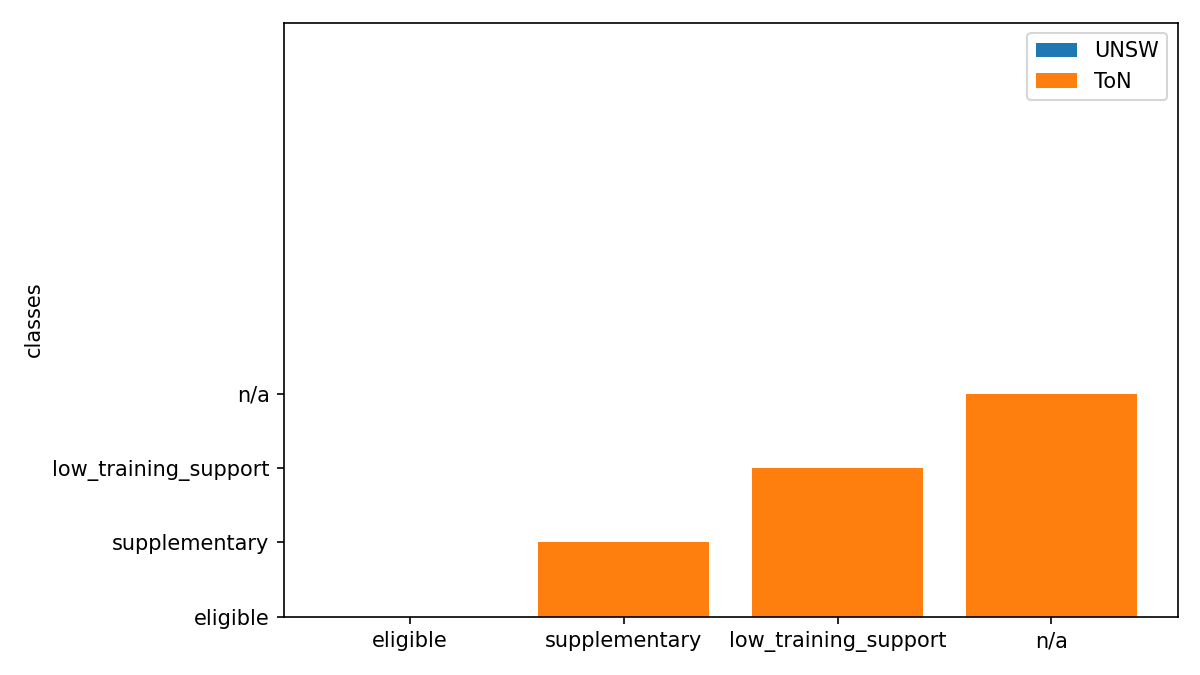 UNSW
ToN
classes
n/a
low_training_support
supplementary
eligible
eligible
supplementary
low_training_support
n/a